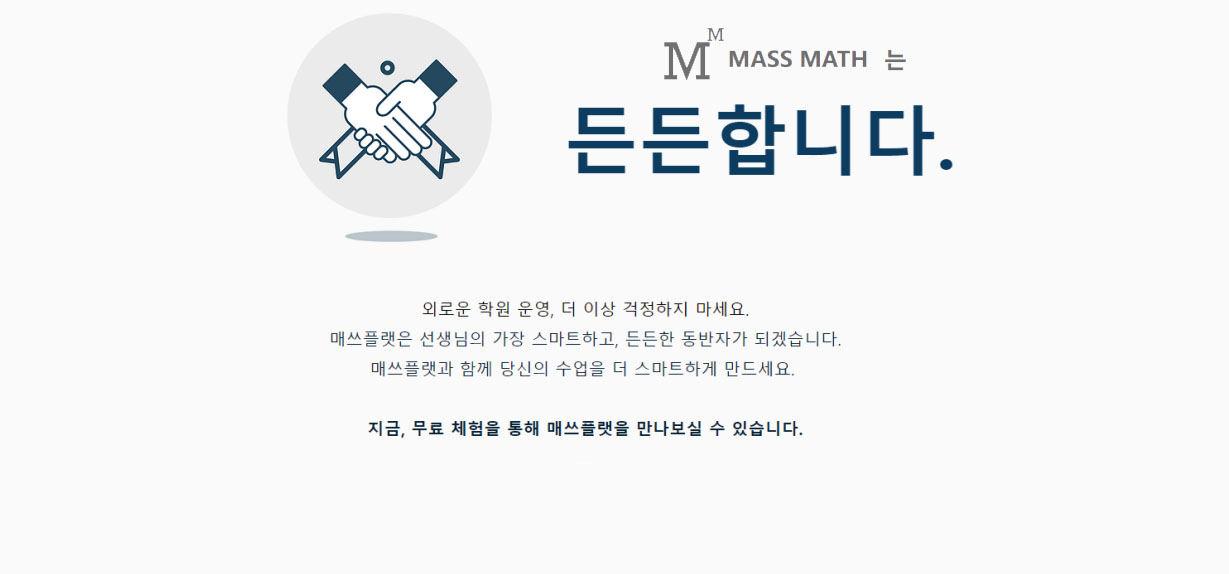 M M MASS MATH 는
든든합니다.
외로운 학원 운영, 더 이상 걱정하지 마세요.
매쓰플랫은 선생님의 가장 스마트하고, 든든한 동반자가 되겠습니다.
매쓰플랫과 함께 당신의 수업을 더 스마트하게 만드세요.
지금, 무료 체험을 통해 매쓰플랫을 만나보실 수 있습니다.